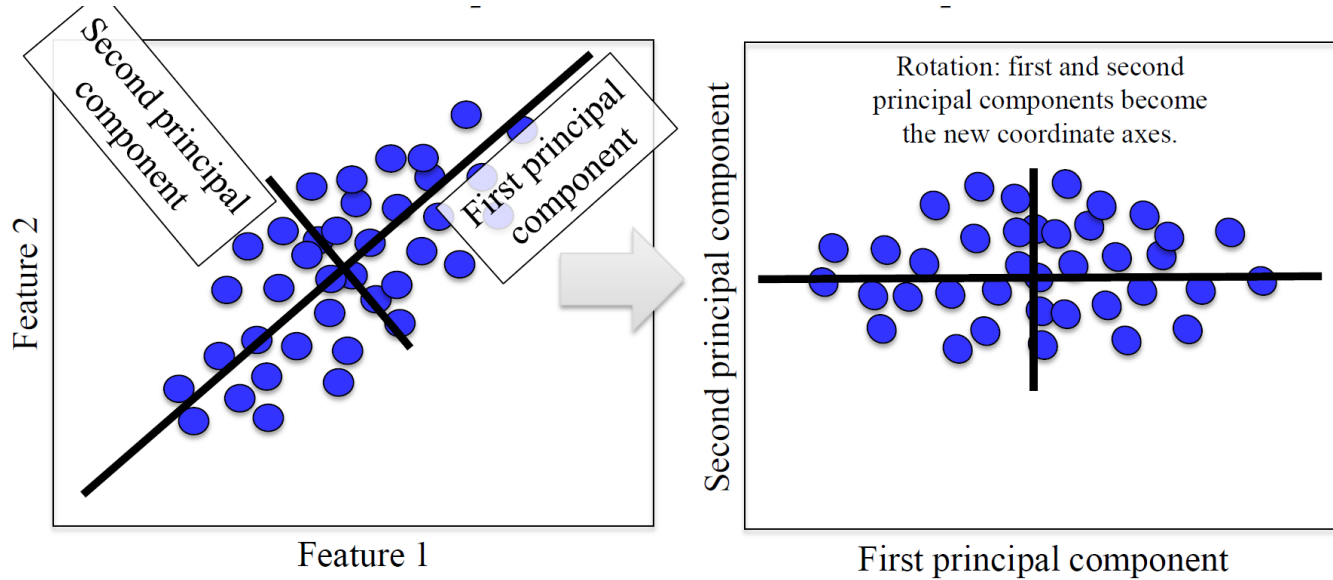 Second principal
component
First principal
component
Feature 2
Feature 1
Rotation: first and second
principal components become
the new coordinate axes.
Second principal component
First principal component